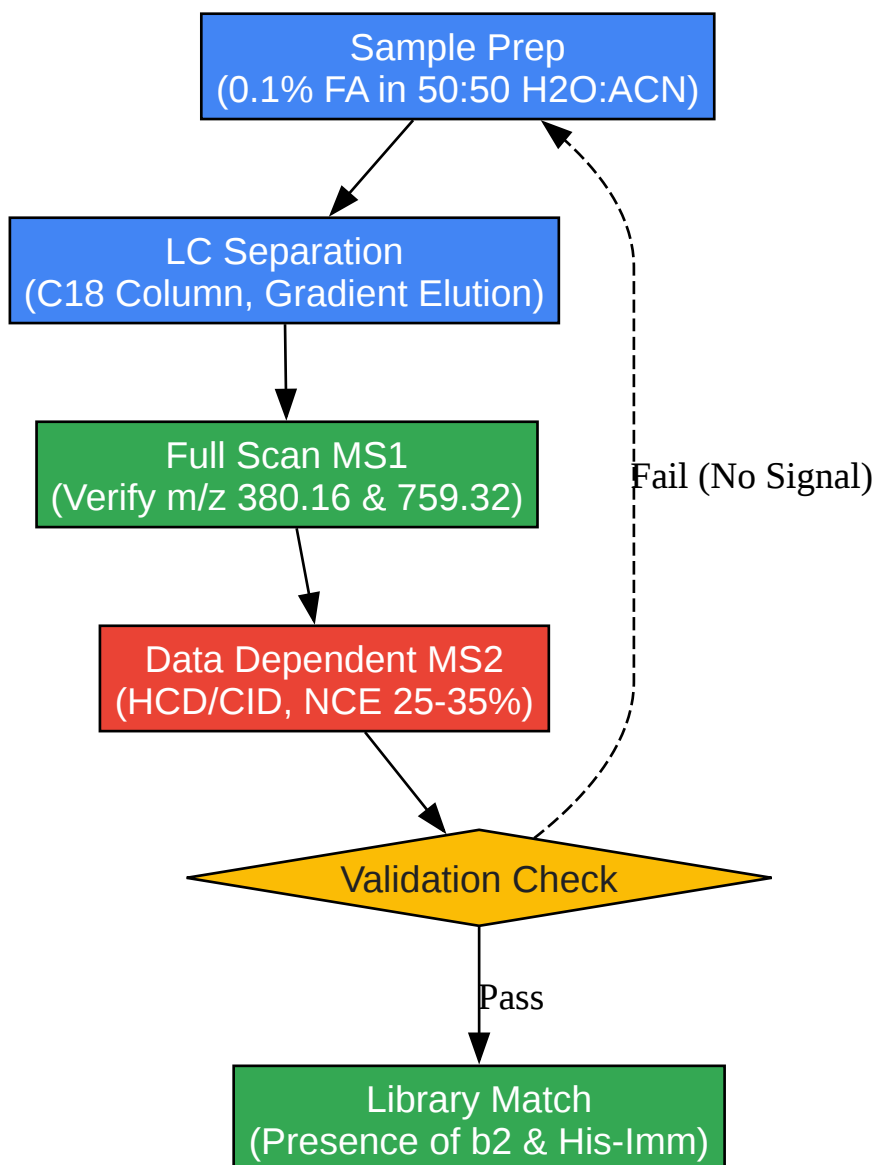 Sample Prep
(0.1% FA in 50:50 H2O:ACN)
LC Separation
(C18 Column, Gradient Elution)
Full Scan MS1
(Verify m/z 380.16 & 759.32)
Fail (No Signal)
Data Dependent MS2
(HCD/CID, NCE 25-35%)
Validation Check
Pass
Library Match
(Presence of b2 & His-Imm)